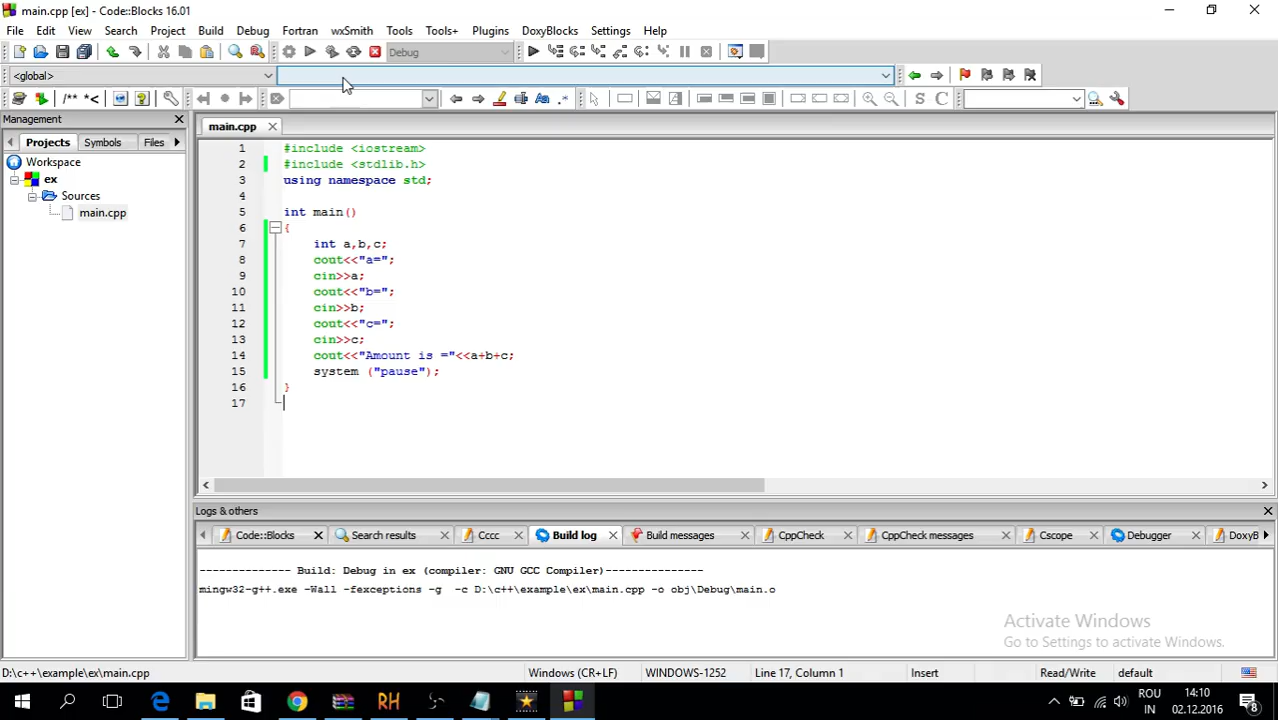 main.cpp [ex] - Code::Blocks 16.01
File Edit View Search Project Build Debug Fortran wxSmith Tools Tools+ Plugins DoxyBlocks Settings Help
Debug
<global>
/** *<
Aa .*
S C
Management
main.cpp
Projects Symbols Files
Workspace
ex
Sources
main.cpp
1 #include <iostream>
2 #include <stdlib.h>
3 using namespace std;
4
5 int main()
6 {
7 int a,b,c;
8 cout<<"a=";
9 cin>>a;
10 cout<<"b=";
11 cin>>b;
12 cout<<"c=";
13 cin>>c;
14 cout<<"Amount is ="<<a+b+c;
15 system ("pause");
16 }
17
Logs & others
Code::Blocks Search results Cccc Build log Build messages CppCheck CppCheck messages Cscope Debugger DoxyB
-------------- Build: Debug in ex (compiler: GNU GCC Compiler)---------------
mingw32-g++.exe -Wall -fexceptions -g -c D:\c++\example\ex\main.cpp -o obj\Debug\main.o
Activate Windows
Go to Settings to activate Windows.
D:\c++\example\ex\main.cpp Windows (CR+LF) WINDOWS-1252 Line 17, Column 1 Insert Read/Write default
RH
ROU
IN
14:10
02.12.2016
8